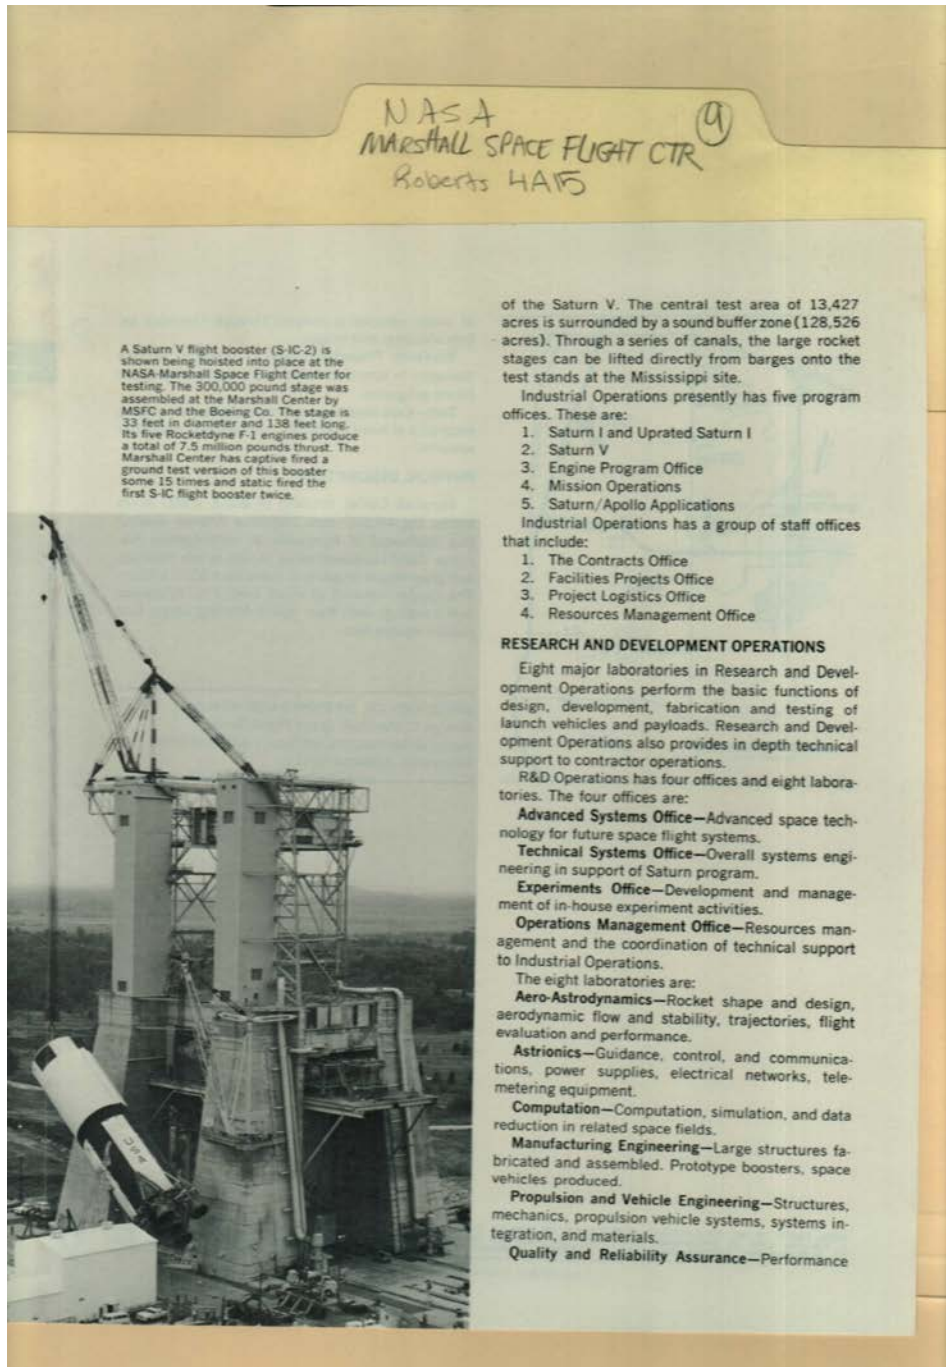 NASA
9
MARSHALL SPACE FLIGHT CTR
Roberts 4A15
A Saturn V flight booster (S-IC-2) is
shown being hoisted into place at the
NASA-Marshall Space Flight Center for
testing. The 300,000 pound stage was
assembled at the Marshall Center by
MSFC and the Boeing Co. The stage is
33 feet in diameter and 138 feet long.
Its five Rocketdyne F-1 engines produce
a total of 7.5 million pounds thrust. The
Marshall Center has captive fired a
ground test version of this booster
some 15 times and static fired the
first S-IC flight booster twice.
USA
of the Saturn V. The central test area of 13,427
acres is surrounded by a sound buffer zone (128,526
acres). Through a series of canals, the large rocket
stages can be lifted directly from barges onto the
test stands at the Mississippi site.
Industrial Operations presently has five program
offices. These are:
1. Saturn I and Uprated Saturn I
2. Saturn V
3. Engine Program Office
4. Mission Operations
5. Saturn/Apollo Applications
Industrial Operations has a group of staff offices
that include:
1. The Contracts Office
2. Facilities Projects Office
3. Project Logistics Office
4. Resources Management Office
RESEARCH AND DEVELOPMENT OPERATIONS
Eight major laboratories in Research and Devel-
opment Operations perform the basic functions of
design, development, fabrication and testing of
launch vehicles and payloads. Research and Devel-
opment Operations also provides in depth technical
support to contractor operations.
R&D Operations has four offices and eight labora-
tories. The four offices are:
Advanced Systems Office—Advanced space tech-
nology for future space flight systems.
Technical Systems Office—Overall systems engi-
neering in support of Saturn program.
Experiments Office—Development and manage-
ment of in-house experiment activities.
Operations Management Office—Resources man-
agement and the coordination of technical support
to Industrial Operations.
The eight laboratories are:
Aero-Astrodynamics—Rocket shape and design,
aerodynamic flow and stability, trajectories, flight
evaluation and performance.
Astrionics—Guidance, control, and communica-
tions, power supplies, electrical networks, tele-
metering equipment.
Computation—Computation, simulation, and data
reduction in related space fields.
Manufacturing Engineering—Large structures fa-
bricated and assembled. Prototype boosters, space
vehicles produced.
Propulsion and Vehicle Engineering—Structures,
mechanics, propulsion vehicle systems, systems in-
tegration, and materials.
Quality and Reliability Assurance—Performance